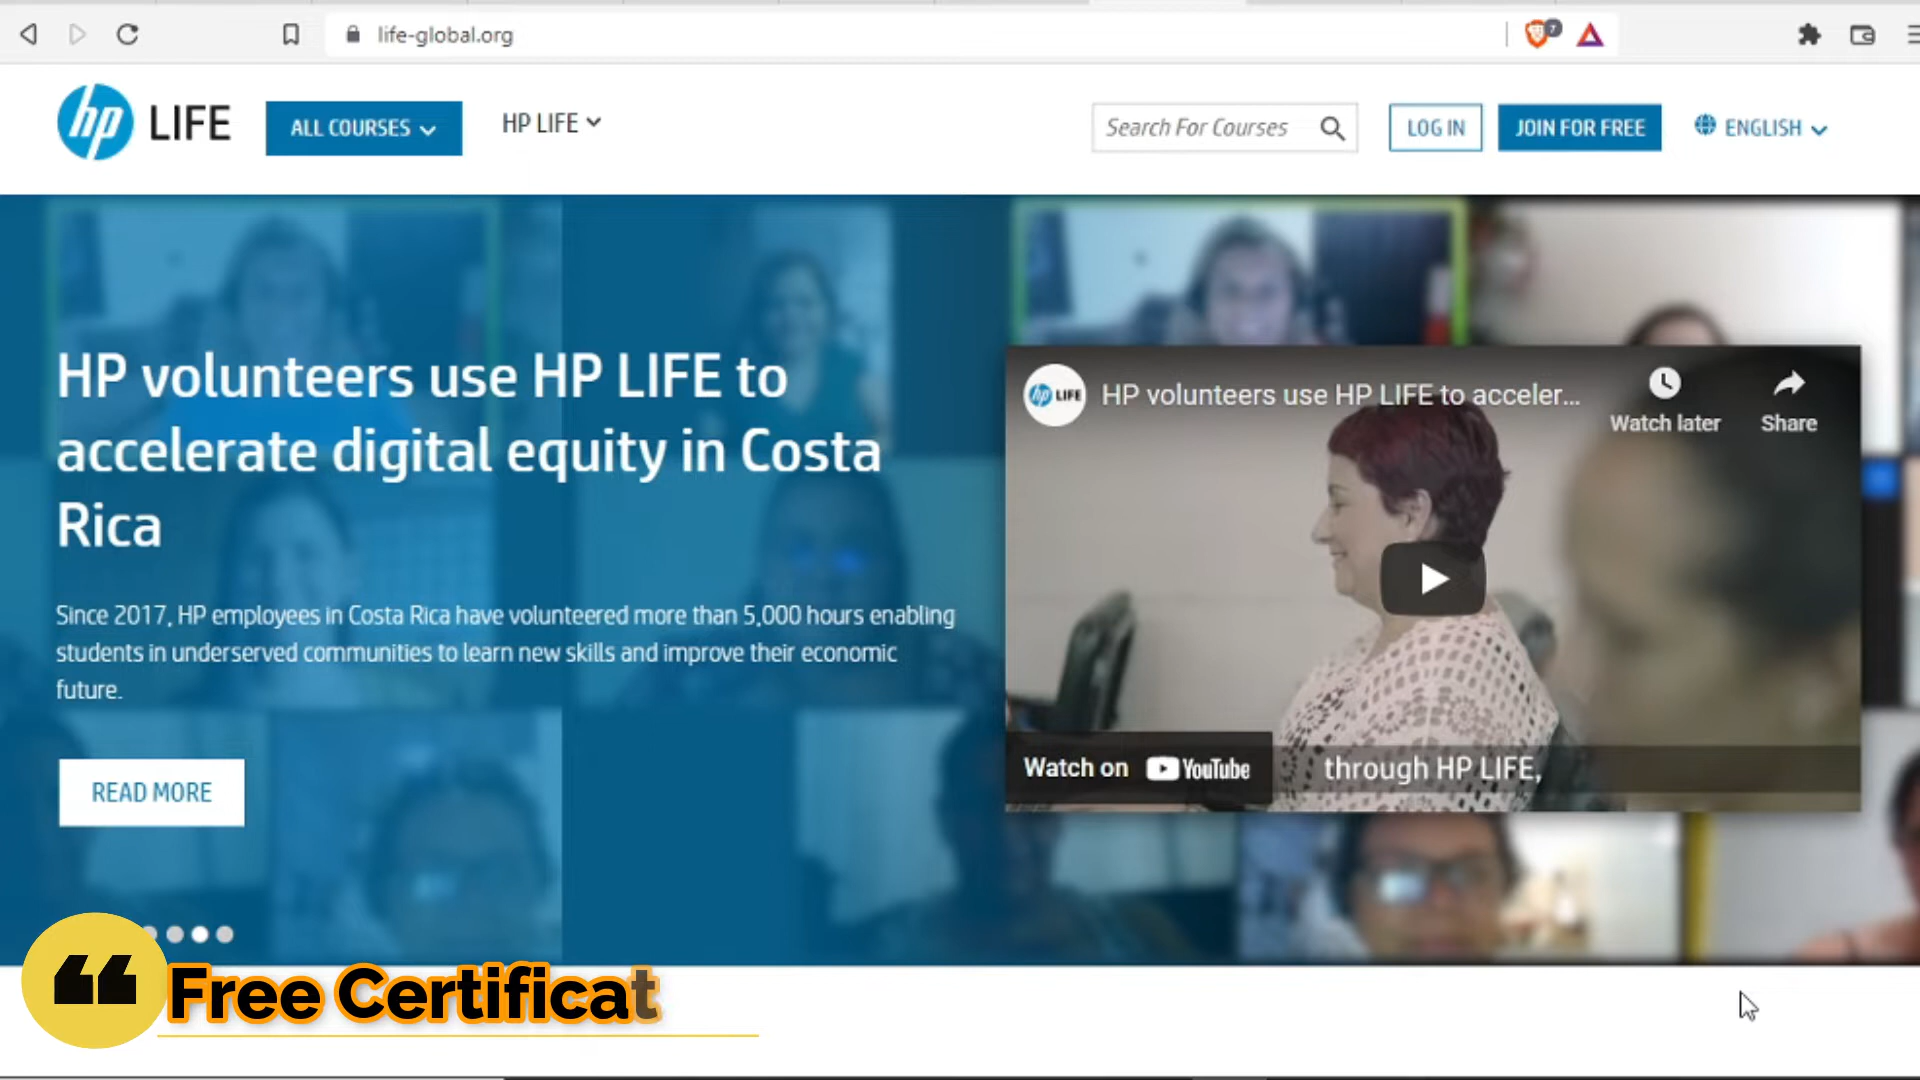 life-global.org
7
hp LIFE
ALL COURSES
HP LIFE
Search For Courses
LOG IN
JOIN FOR FREE
ENGLISH
HP volunteers use HP LIFE to
accelerate digital equity in Costa
Rica
Since 2017, HP employees in Costa Rica have volunteered more than 5,000 hours enabling
students in underserved communities to learn new skills and improve their economic
future.
READ MORE
hp LIFE
HP volunteers use HP LIFE to acceler...
Watch later
Share
Watch on YouTube
through HP LIFE,
❝ Free Certificat